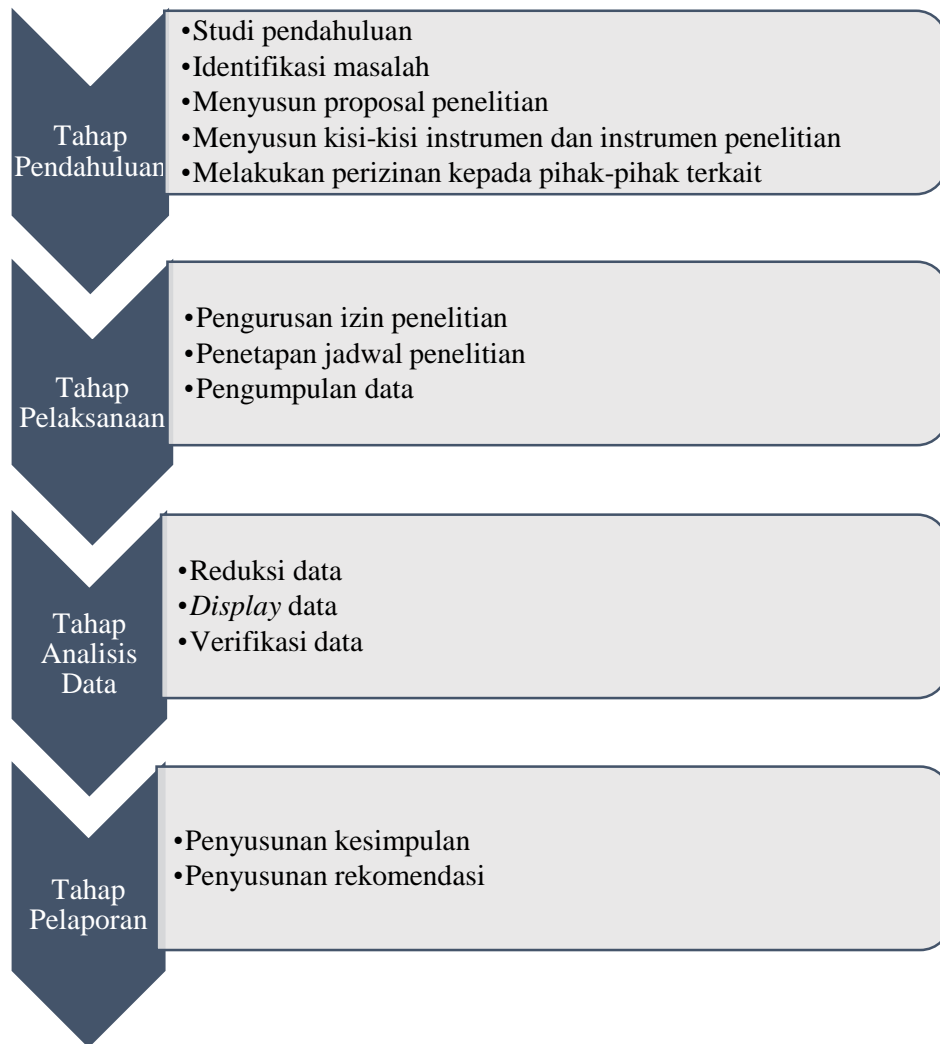 Tahap
Pendahuluan
•Studi pendahuluan
•Identifikasi masalah
•Menyusun proposal penelitian
•Menyusun kisi-kisi instrumen dan instrumen penelitian
•Melakukan perizinan kepada pihak-pihak terkait
Tahap
Pelaksanaan
•Pengurusan izin penelitian
•Penetapan jadwal penelitian
•Pengumpulan data
Tahap
Analisis
Data
•Reduksi data
•Display data
•Verifikasi data
Tahap
Pelaporan
•Penyusunan kesimpulan
•Penyusunan rekomendasi